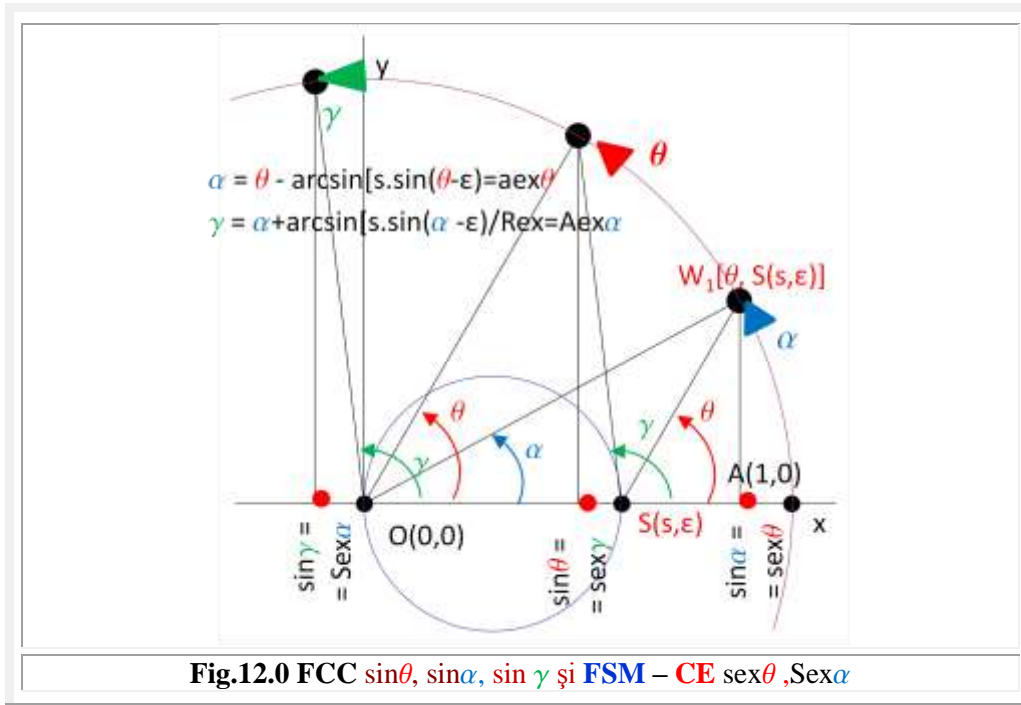 y
γ
θ
α = θ - arcsin[s.sin(θ-ε)=aexθ
γ = α+arcsin[s.sin(α -ε)/Rex=Aexα
W₁[θ, S(s,ε)]
α
θ
γ
α
γ
θ
A(1,0)
O(0,0)
S(s,ε)
x
sinγ =
= Sexα
sinθ =
= sexγ
sinα =
= sexθ
Fig.12.0 FCC sinθ, sinα, sin γ şi FSM – CE sexθ ,Sexα